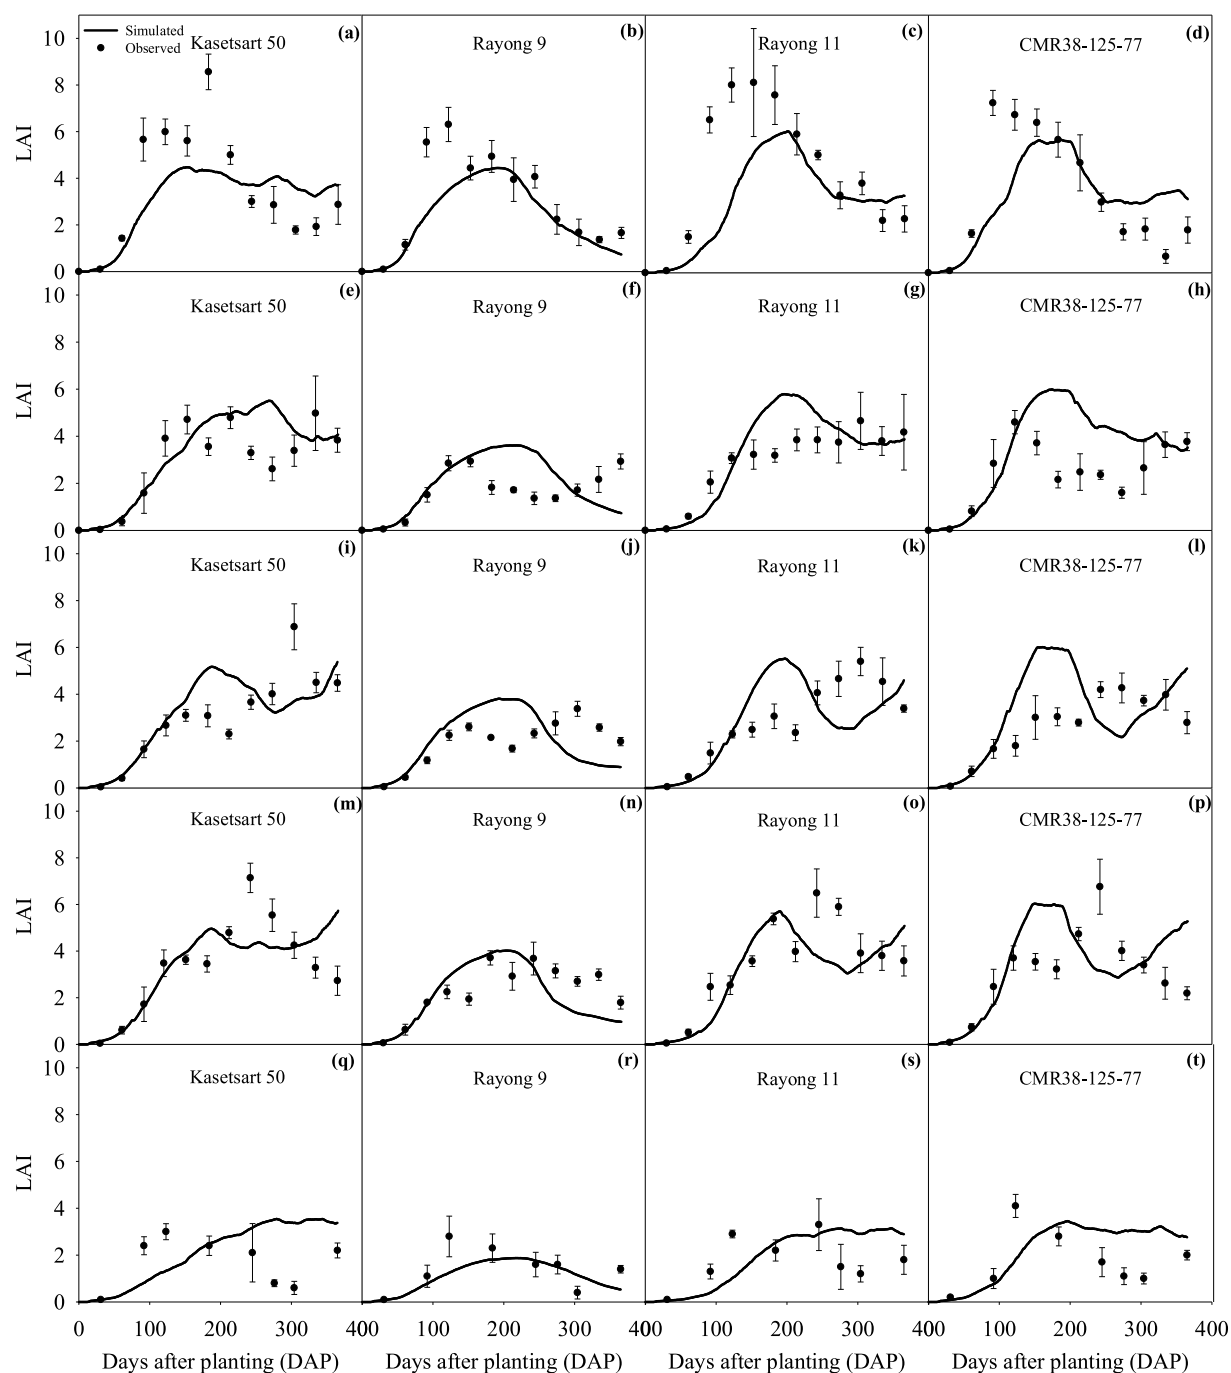 Simulated
Observed
Kasetsart 50 (a)
Rayong 9 (b)
Rayong 11 (c)
CMR38-125-77 (d)
10
8
6
4
2
0
LAI
Kasetsart 50 (e)
Rayong 9 (f)
Rayong 11 (g)
CMR38-125-77 (h)
10
8
6
4
2
0
LAI
Kasetsart 50 (i)
Rayong 9 (j)
Rayong 11 (k)
CMR38-125-77 (l)
10
8
6
4
2
0
LAI
Kasetsart 50 (m)
Rayong 9 (n)
Rayong 11 (o)
CMR38-125-77 (p)
10
8
6
4
2
0
LAI
Kasetsart 50 (q)
Rayong 9 (r)
Rayong 11 (s)
CMR38-125-77 (t)
10
8
6
4
2
0
LAI
0 100 200 300 400 100 200 300 400 100 200 300 400 100 200 300 400
Days after planting (DAP) Days after planting (DAP) Days after planting (DAP) Days after planting (DAP)